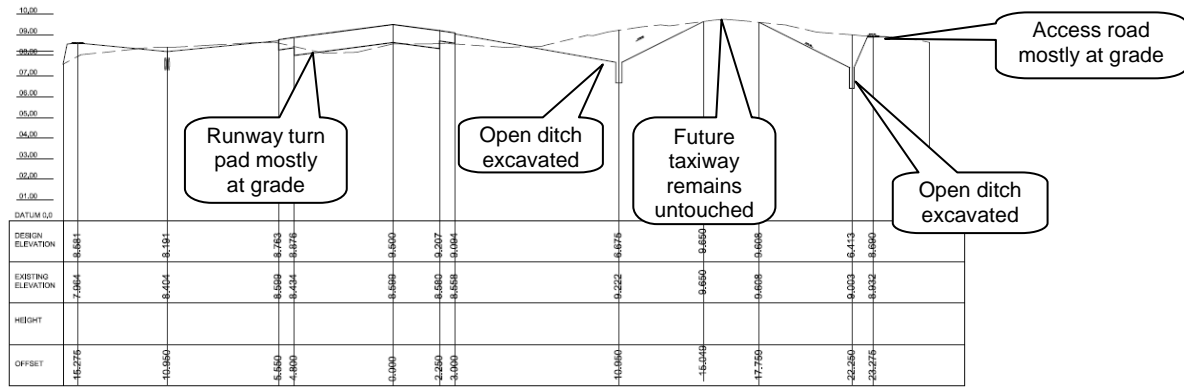 10,00
09,00
08,00
07,00
06,00
05,00
04,00
03,00
02,00
01.00
DATUM 0,0
Runway turn
pad mostly
at grade
Open ditch
excavated
Future
taxiway
remains
untouched
Access road
mostly at grade
Open ditch
excavated
DESIGN
ELEVATION
8.581
8.191
8.763
8.876
9.500
9.207
9.094
6.675
9.650
9.608
6.413
8.690
EXISTING
ELEVATION
7.964
8.404
8.599
8.434
8.599
8.580
8.558
9.222
9.650
9.608
9.003
8.932
HEIGHT
OFFSET
15.275
10.950
5.550
4.800
0.000
2.250
3.000
10.950
15.049
17.759
22.250
23.275